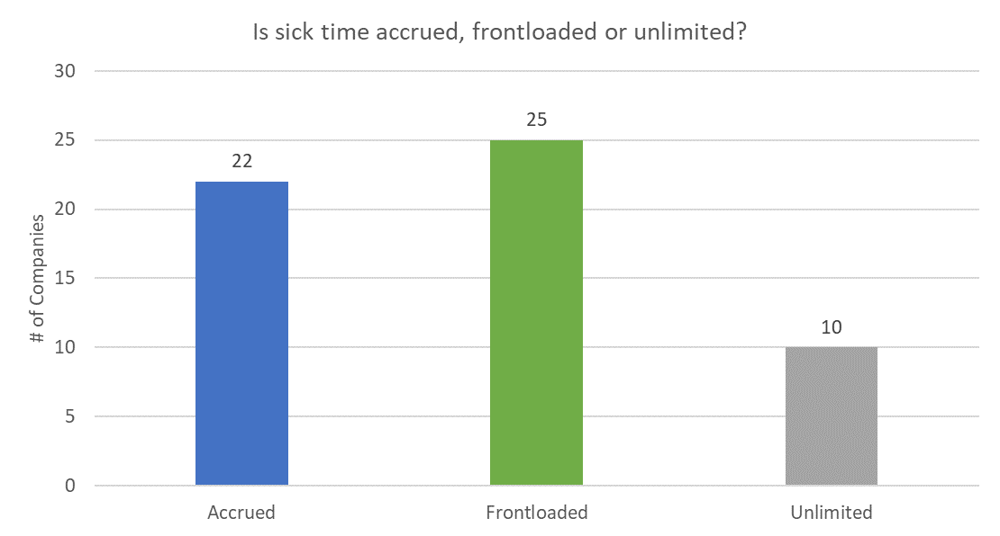 Is sick time accrued, frontloaded or unlimited?
# of Companies
30
25
20
15
10
5
0
22
25
10
Accrued
Frontloaded
Unlimited